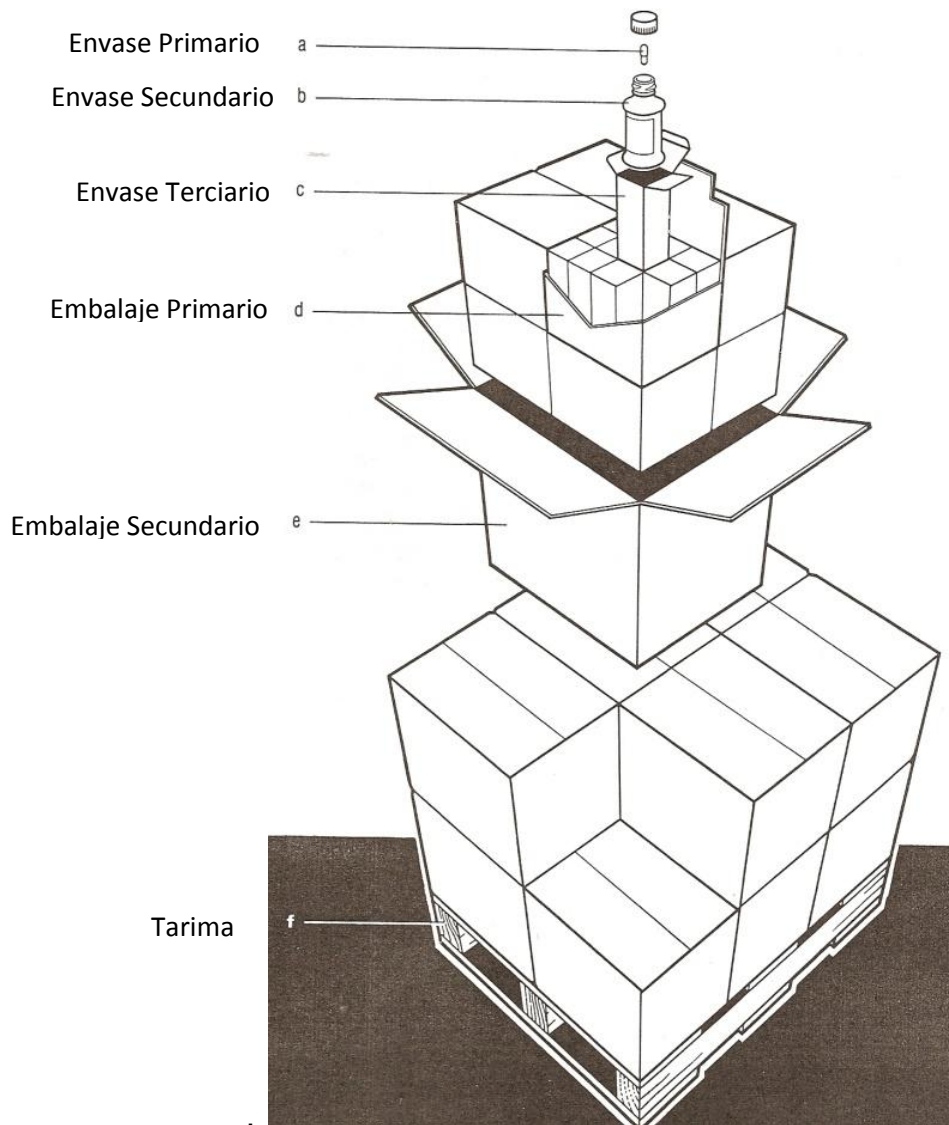 Envase Primario a
Envase Secundario b
Envase Terciario c
Embalaje Primario d
Embalaje Secundario e
Tarima f